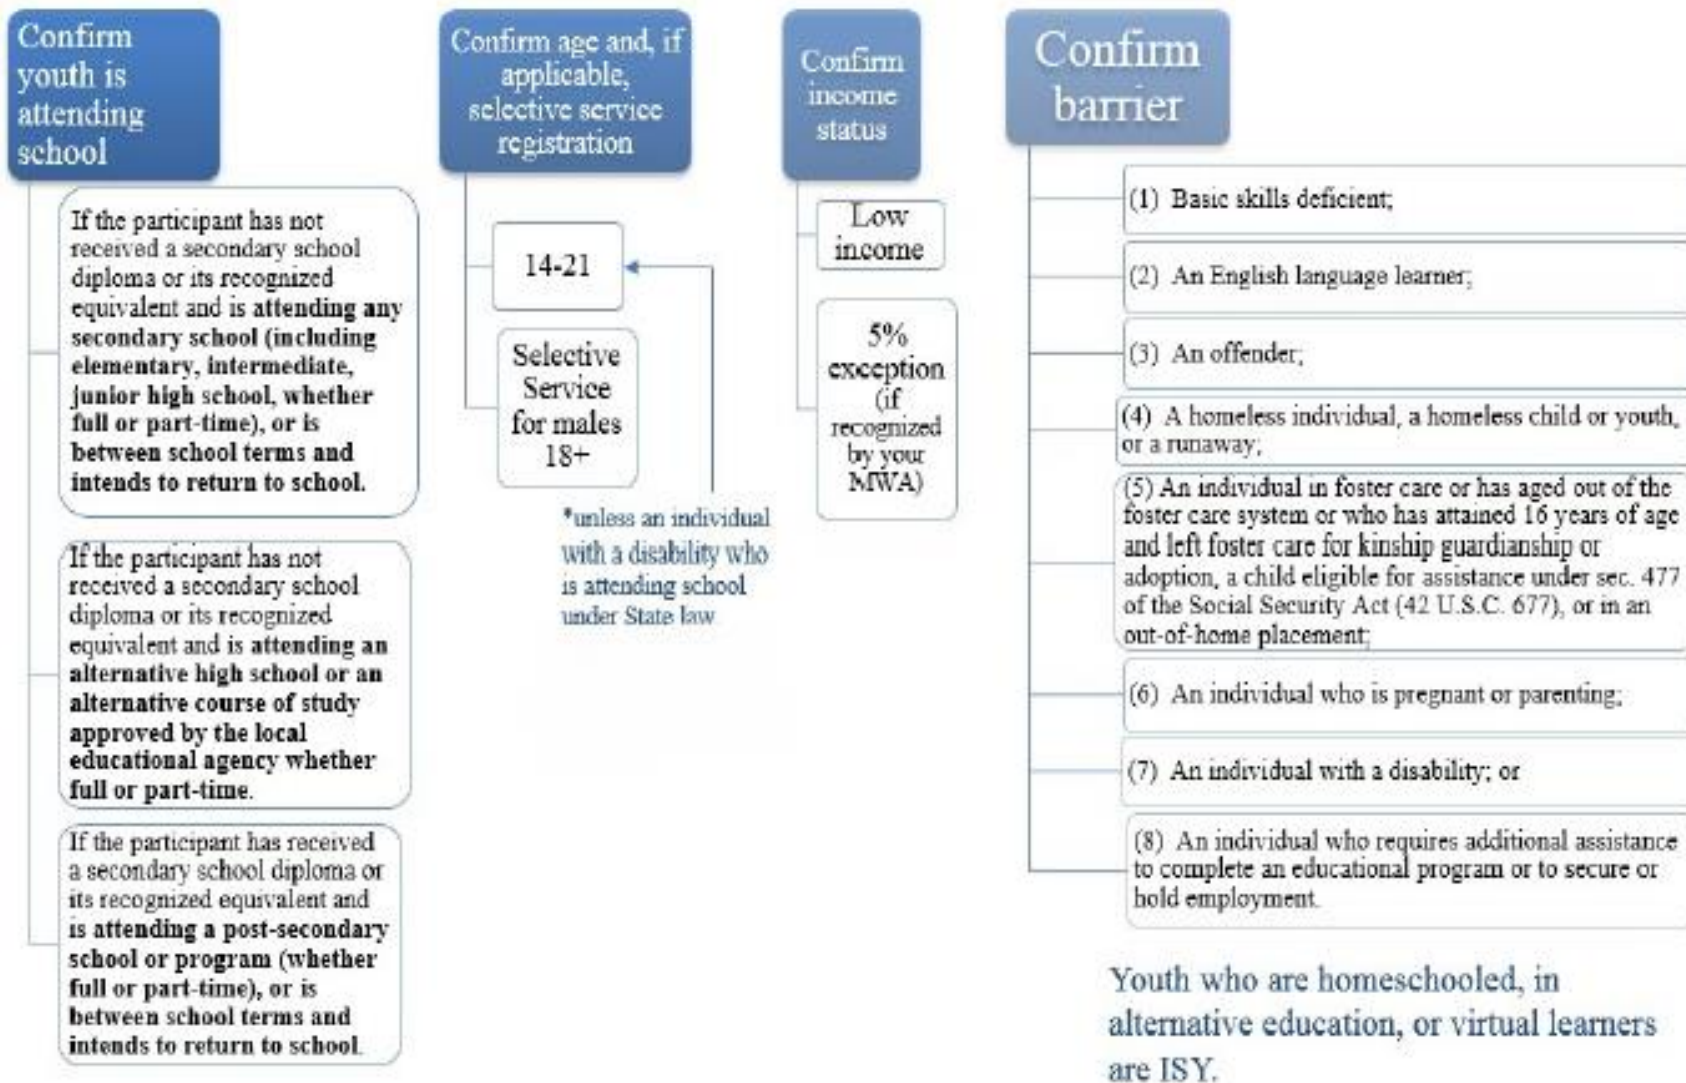 Confirm
youth is
attending
school
If the participant has not
received a secondary school
diploma or its recognized
equivalent and is attending any
secondary school (including
elementary, intermediate,
junior high school, whether
full or part-time), or is
between school terms and
intends to return to school.
If the participant has not
received a secondary school
diploma or its recognized
equivalent and is attending an
alternative high school or an
alternative course of study
approved by the local
educational agency whether
full or part-time.
If the participant has received
a secondary school diploma or
its recognized equivalent and
is attending a post-secondary
school or program (whether
full or part-time), or is
between school terms and
intends to return to school.
Confirm age and, if
applicable,
selective service
registration
14-21
Selective
Service
for males
18+
*unless an individual
with a disability who
is attending school
under State law
Confirm
income
status
Low
income
5%
exception
(if
recognized
by your
MWA)
Confirm
barrier
(1) Basic skills deficient;
(2) An English language learner;
(3) An offender;
(4) A homeless individual, a homeless child or youth,
or a runaway;
(5) An individual in foster care or has aged out of the
foster care system or who has attained 16 years of age
and left foster care for kinship guardianship or
adoption, a child eligible for assistance under sec. 477
of the Social Security Act (42 U.S.C. 677), or in an
out-of-home placement;
(6) An individual who is pregnant or parenting;
(7) An individual with a disability; or
(8) An individual who requires additional assistance
to complete an educational program or to secure or
hold employment.
Youth who are homeschooled, in
alternative education, or virtual learners
are ISY.